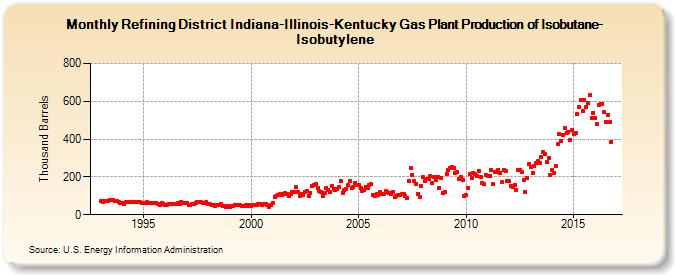 Monthly Refining District Indiana-Illinois-Kentucky Gas Plant Production of Isobutane-
Isobutylene
Thousand Barrels
800
600
400
200
0
1995 2000 2005 2010 2015
Source: U.S. Energy Information Administration